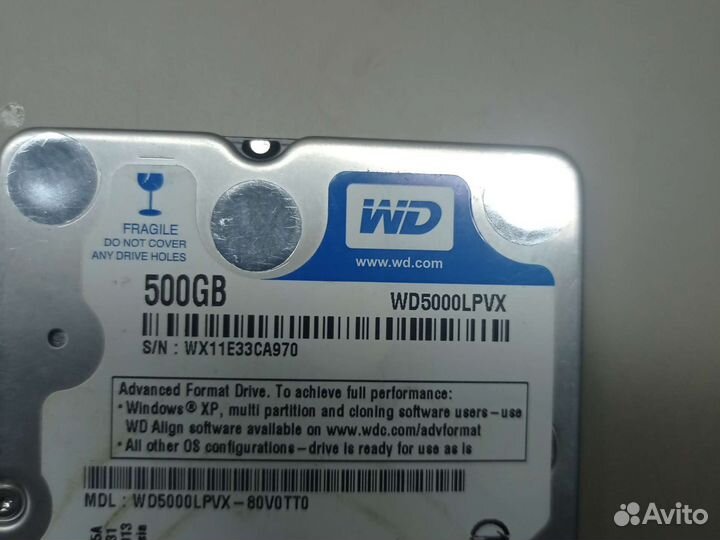 WD
www.wd.com
FRAGILE
DO NOT COVER
ANY DRIVE HOLES
500GB
WD5000LPVX
S/N : WX11E33CA970
Advanced Format Drive. To achieve full performance:
• Windows® XP, multi partition and cloning software users-use
WD Align software available on www.wdc.com/advformat
• All other OS configurations-drive is ready for use as is
MDL : WD5000LPVX-80V0TT0
Avito